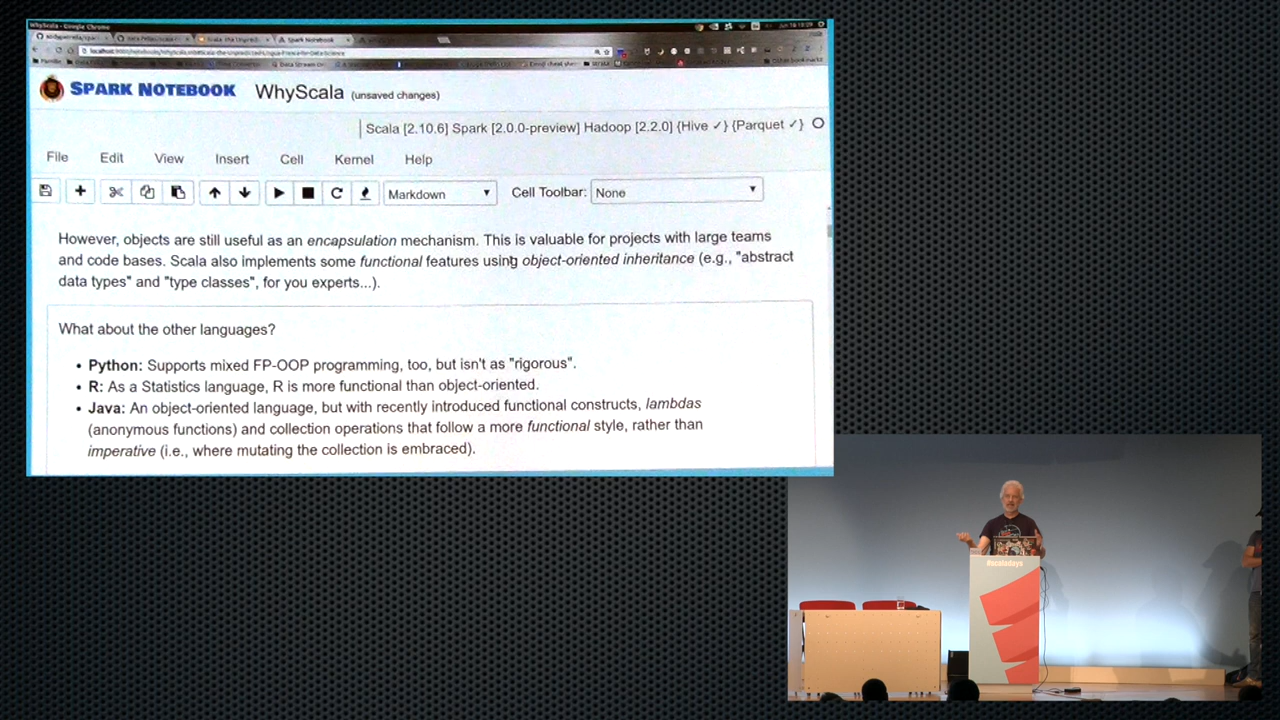 WhyScala - Google Chrome
Spark Notebook
SPARK NOTEBOOK WhyScala (unsaved changes)
Scala [2.10.6] Spark [2.0.0-preview] Hadoop [2.2.0] {Hive ✓} {Parquet ✓}
File Edit View Insert Cell Kernel Help
Markdown Cell Toolbar: None
However, objects are still useful as an encapsulation mechanism. This is valuable for projects with large teams
and code bases. Scala also implements some functional features using object-oriented inheritance (e.g., "abstract
data types" and "type classes", for you experts...).
What about the other languages?
• Python: Supports mixed FP-OOP programming, too, but isn't as "rigorous".
• R: As a Statistics language, R is more functional than object-oriented.
• Java: An object-oriented language, but with recently introduced functional constructs, lambdas
(anonymous functions) and collection operations that follow a more functional style, rather than
imperative (i.e., where mutating the collection is embraced).
#scaladays